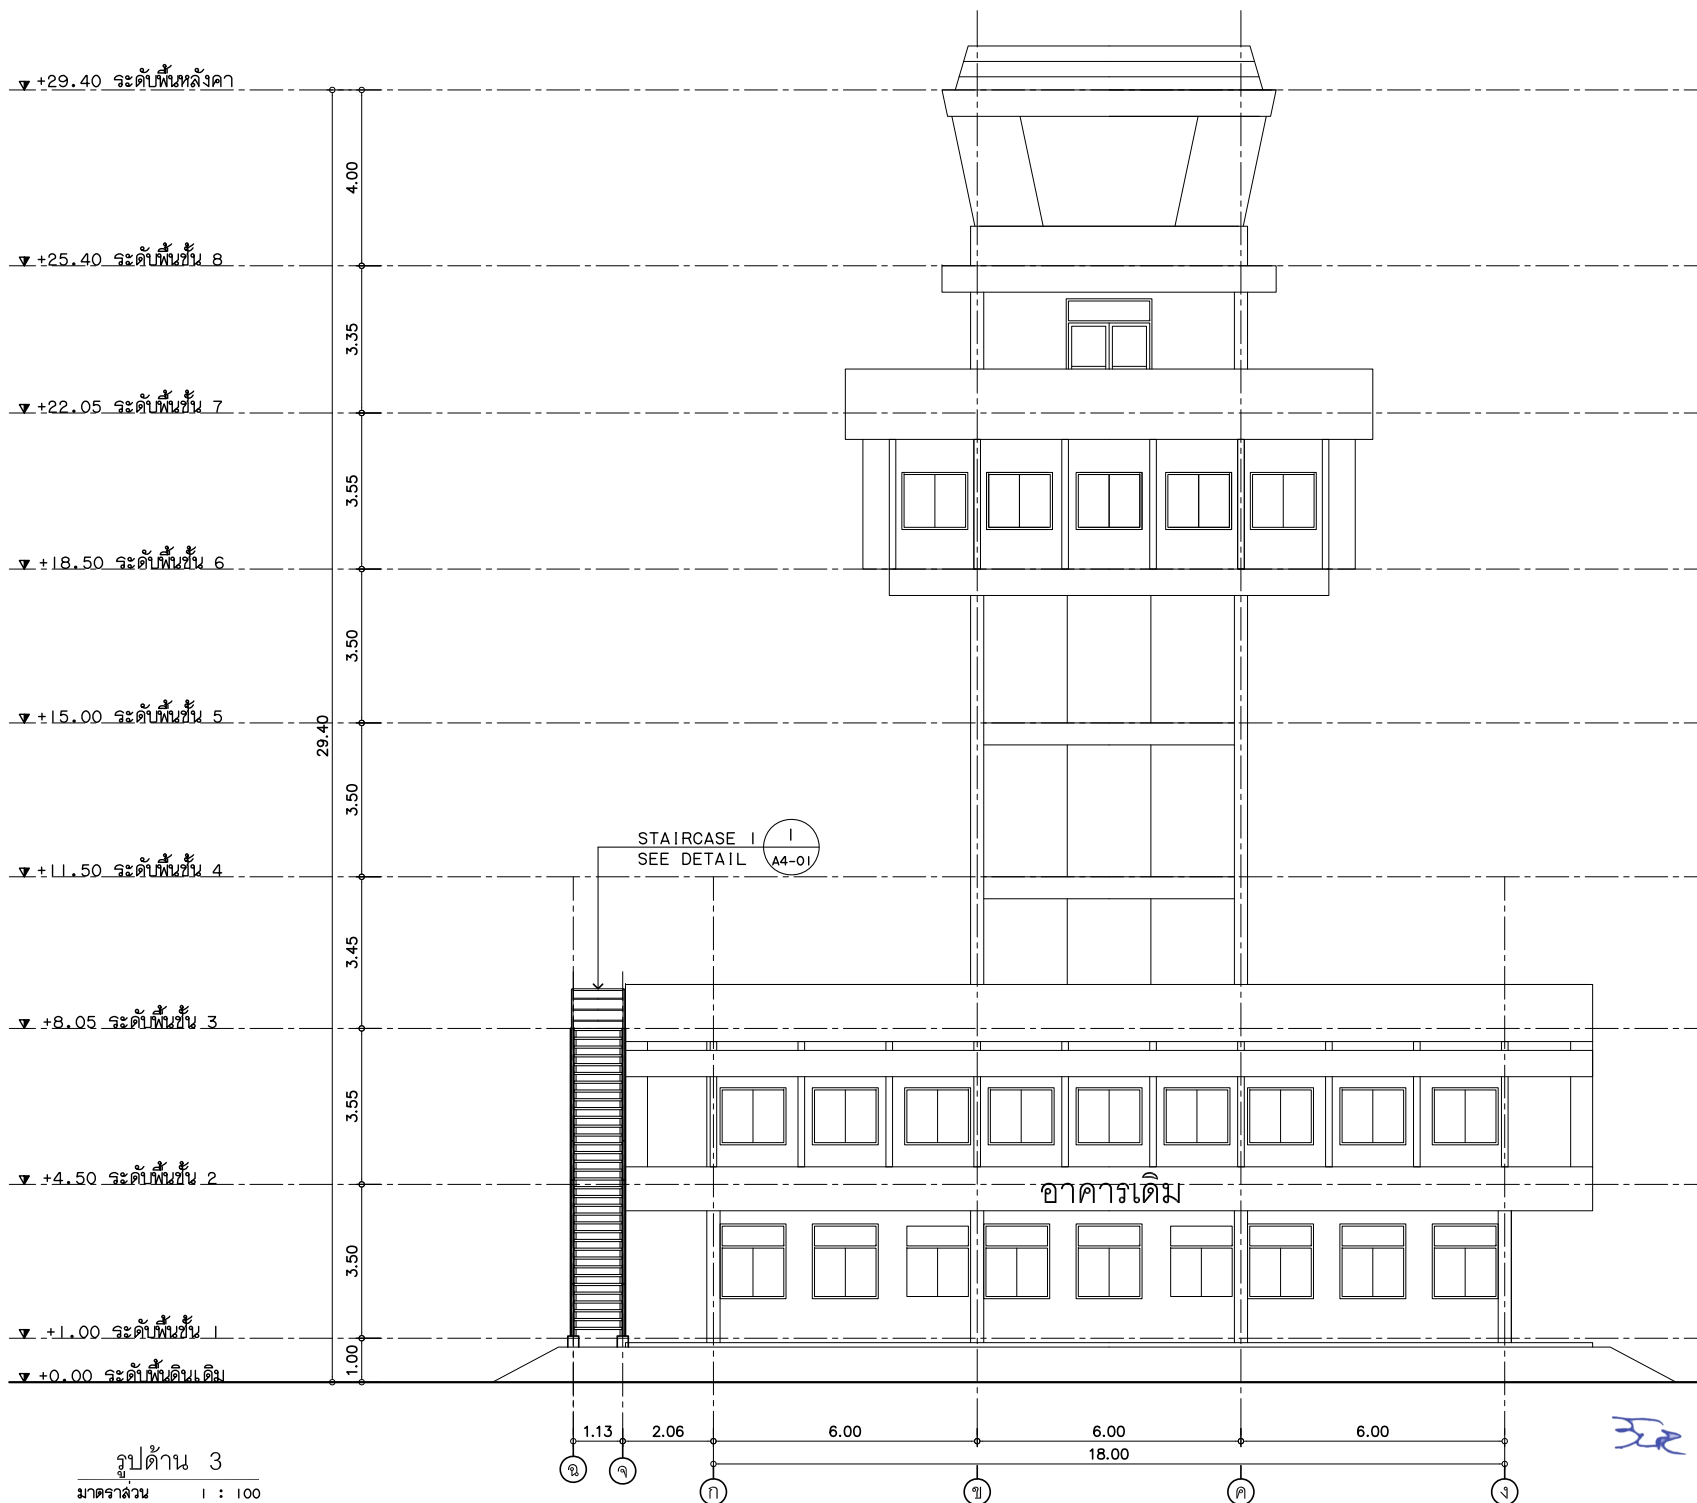 +29.40 ระดับพื้นหลังคา
4.00
+25.40 ระดับพื้นชั้น 8
3.35
+22.05 ระดับพื้นชั้น 7
3.55
+18.50 ระดับพื้นชั้น 6
3.50
+15.00 ระดับพื้นชั้น 5
29.40
3.50
STAIRCASE 1
SEE DETAIL
1
A4-01
+11.50 ระดับพื้นชั้น 4
3.45
+8.05 ระดับพื้นชั้น 3
3.55
+4.50 ระดับพื้นชั้น 2
อาคารเดิม
3.50
+1.00 ระดับพื้นชั้น 1
1.00
+0.00 ระดับพื้นดินเดิม
1.13 2.06 6.00 6.00 6.00
18.00
ฉ จ ก ข ค ง
รูปด้าน 3
มาตราส่วน 1 : 100